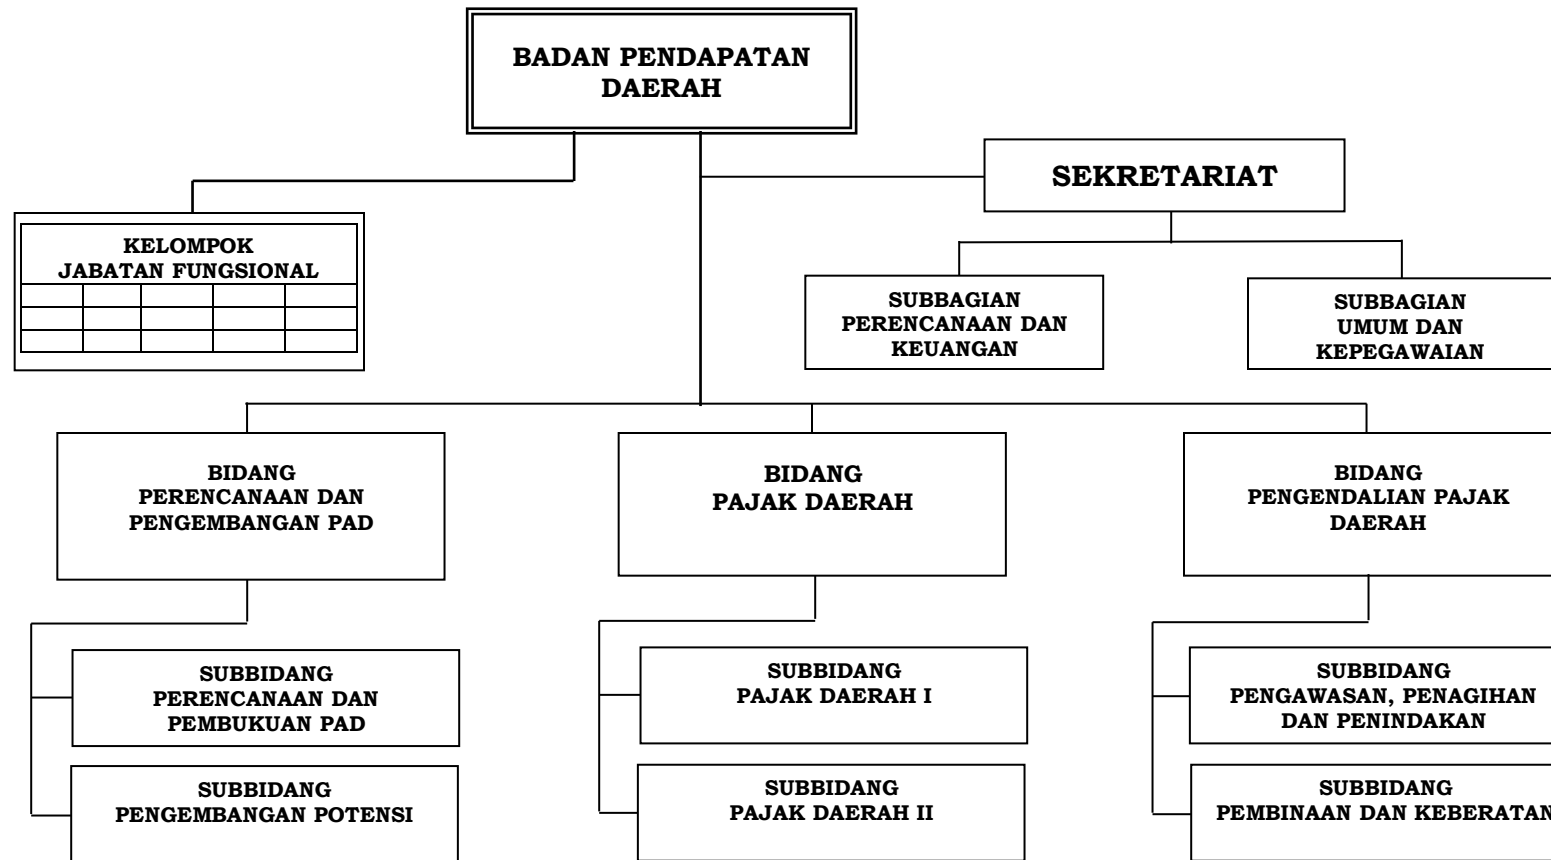 BADAN PENDAPATAN
DAERAH
SEKRETARIAT
KELOMPOK
JABATAN FUNGSIONAL
SUBBAGIAN
PERENCANAAN DAN
KEUANGAN
SUBBAGIAN
UMUM DAN
KEPEGAWAIAN
BIDANG
PERENCANAAN DAN
PENGEMBANGAN PAD
BIDANG
PAJAK DAERAH
BIDANG
PENGENDALIAN PAJAK
DAERAH
SUBBIDANG
PERENCANAAN DAN
PEMBUKUAN PAD
SUBBIDANG
PAJAK DAERAH I
SUBBIDANG
PENGAWASAN, PENAGIHAN
DAN PENINDAKAN
SUBBIDANG
PENGEMBANGAN POTENSI
SUBBIDANG
PAJAK DAERAH II
SUBBIDANG
PEMBINAAN DAN KEBERATAN